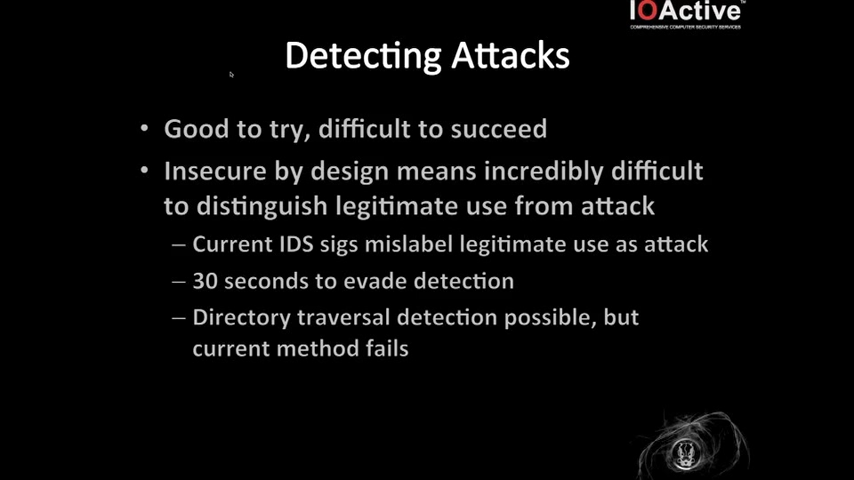 IOActive™
COMPREHENSIVE COMPUTER SECURITY SERVICES
Detecting Attacks
• Good to try, difficult to succeed
• Insecure by design means incredibly difficult
to distinguish legitimate use from attack
– Current IDS sigs mislabel legitimate use as attack
– 30 seconds to evade detection
– Directory traversal detection possible, but
current method fails